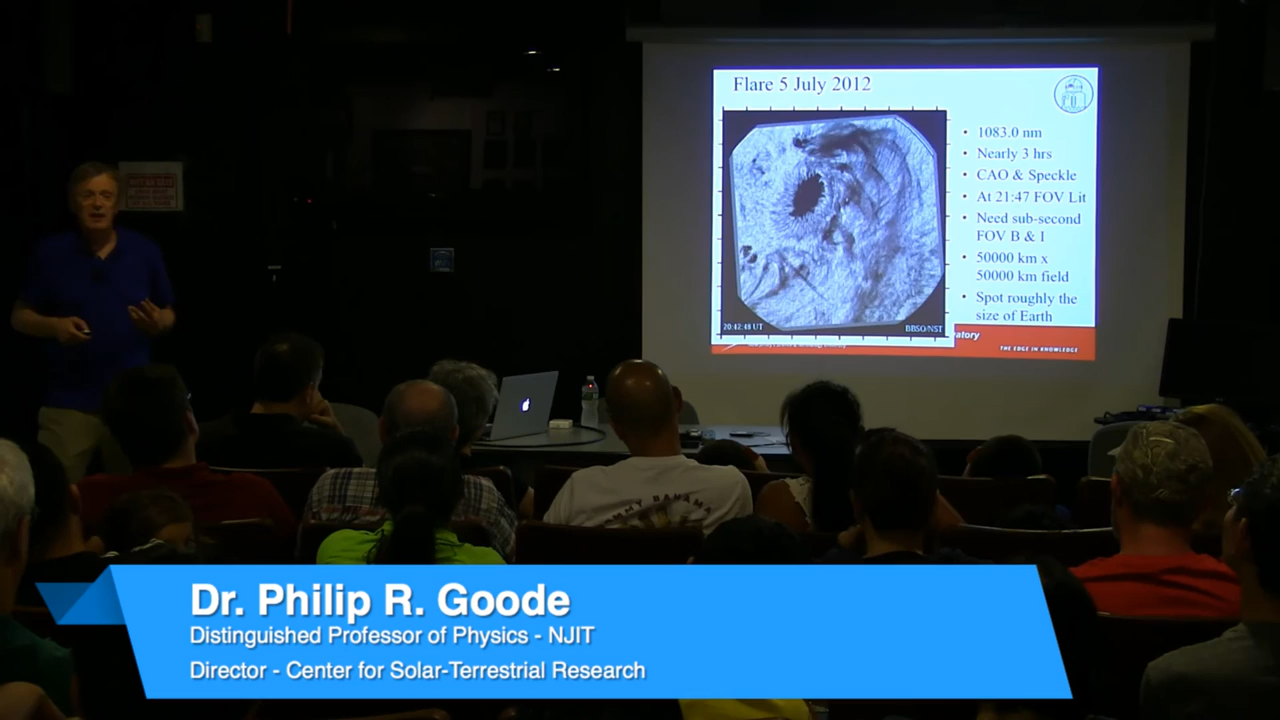 Flare 5 July 2012
• 1083.0 nm
• Nearly 3 hrs
• CAO & Speckle
• At 21:47 FOV Lit
• Need sub-second
FOV B & I
• 50000 km x
50000 km field
• Spot roughly the
size of Earth
20:42:48 UT
BBSO/NST
THE EDGE IN KNOWLEDGE
BAHAMA
Dr. Philip R. Goode
Distinguished Professor of Physics - NJIT
Director - Center for Solar-Terrestrial Research